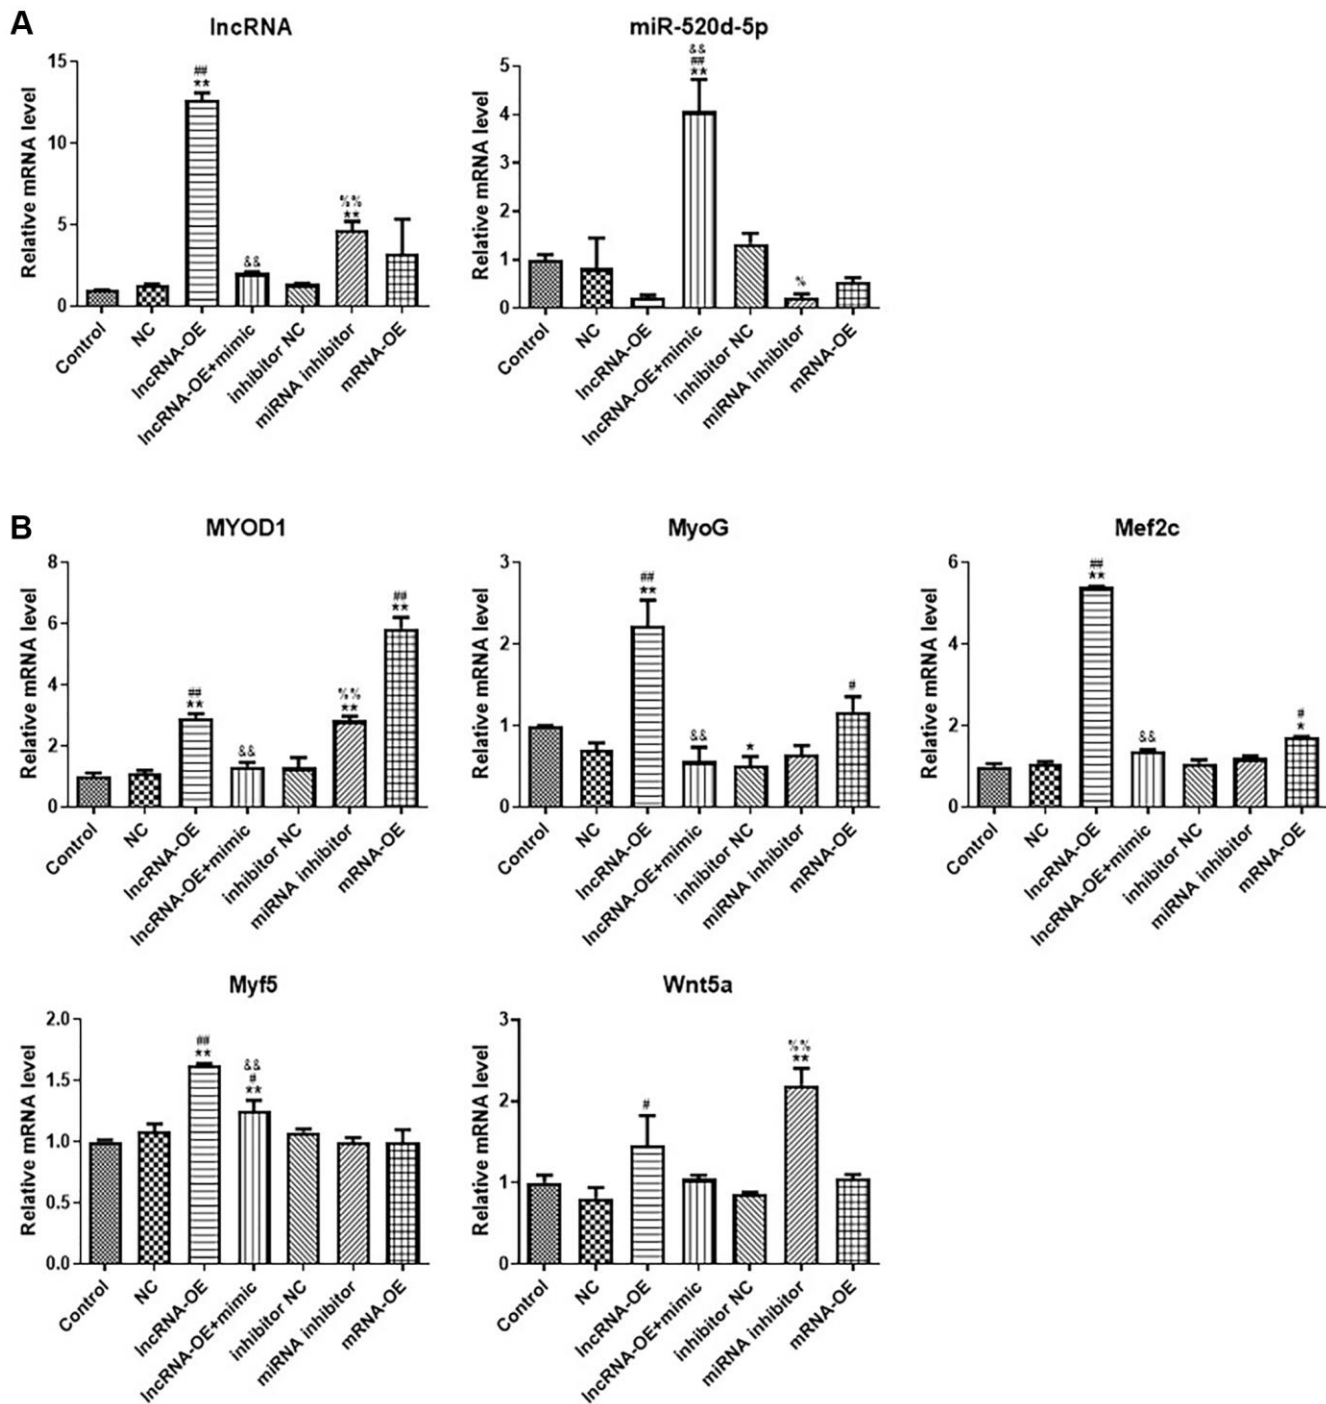 A
lncRNA
Relative mRNA level
15
10
5
0
##
**
&&
%%
**
Control
NC
lncRNA-OE
lncRNA-OE+mimic
inhibitor NC
miRNA inhibitor
mRNA-OE
miR-520d-5p
Relative mRNA level
5
4
3
2
1
0
&&
##
**
%
Control
NC
lncRNA-OE
lncRNA-OE+mimic
inhibitor NC
miRNA inhibitor
mRNA-OE
B
MYOD1
Relative mRNA level
8
6
4
2
0
##
**
&&
%%
**
##
**
Control
NC
lncRNA-OE
lncRNA-OE+mimic
inhibitor NC
miRNA inhibitor
mRNA-OE
MyoG
Relative mRNA level
3
2
1
0
##
**
&&
*
#
Control
NC
lncRNA-OE
lncRNA-OE+mimic
inhibitor NC
miRNA inhibitor
mRNA-OE
Mef2c
Relative mRNA level
6
4
2
0
##
**
&&
#
*
Control
NC
lncRNA-OE
lncRNA-OE+mimic
inhibitor NC
miRNA inhibitor
mRNA-OE
Myf5
Relative mRNA level
2.0
1.5
1.0
0.5
0.0
##
**
&&
#
**
Control
NC
lncRNA-OE
lncRNA-OE+mimic
inhibitor NC
miRNA inhibitor
mRNA-OE
Wnt5a
Relative mRNA level
3
2
1
0
#
%%
**
Control
NC
lncRNA-OE
lncRNA-OE+mimic
inhibitor NC
miRNA inhibitor
mRNA-OE